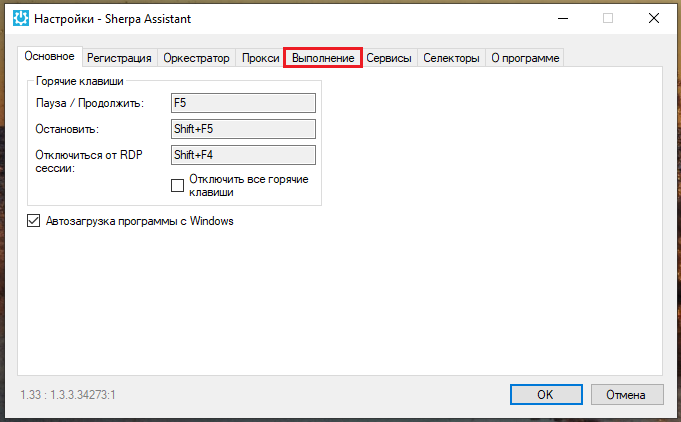 Настройки - Sherpa Assistant
Основное Регистрация Оркестратор Прокси Выполнение Сервисы Селекторы О программе
Горячие клавиши
Пауза / Продолжить: F5
Остановить: Shift+F5
Отключиться от RDP сессии: Shift+F4
Отключить все горячие
клавиши
Автозагрузка программы с Windows
1.33 : 1.3.3.34273:1
OK Отмена